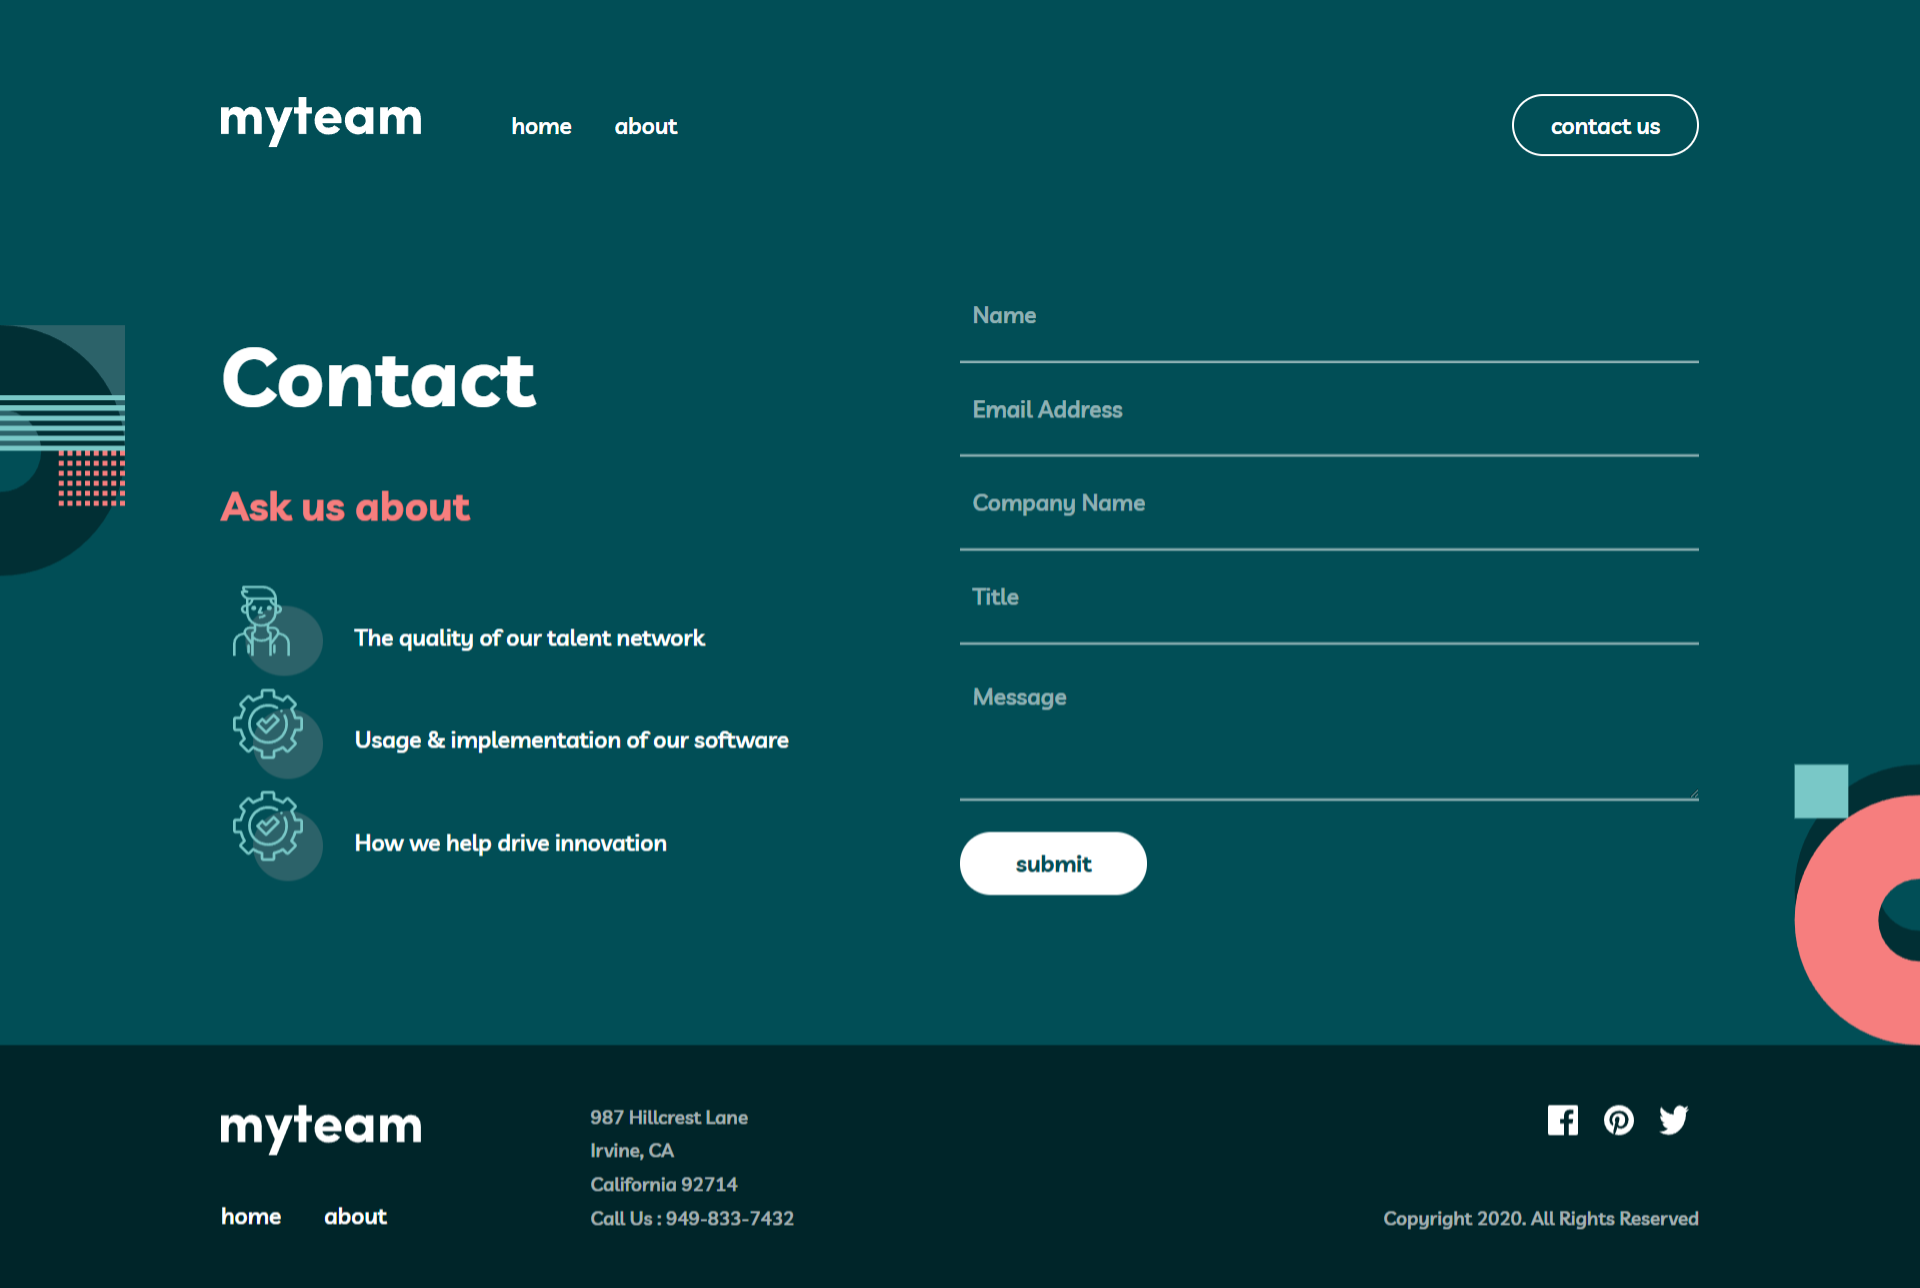 myteam
home about
contact us
Contact
Ask us about
The quality of our talent network
Usage & implementation of our software
How we help drive innovation
Name
Email Address
Company Name
Title
Message
submit
myteam
home about
987 Hillcrest Lane
Irvine, CA
California 92714
Call Us : 949-833-7432
Copyright 2020. All Rights Reserved